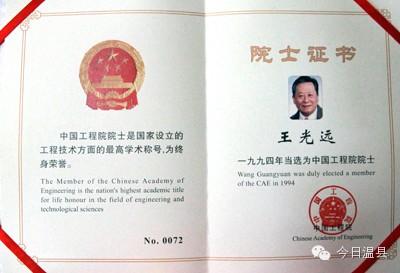 中国工程院院士是国家设立的
工程技术方面的最高学术称号,为终
身荣誉。
The Member of the Chinese Academy of
Engineering is the nation's highest academic title
for life honour in the field of engineering and
technological sciences
No. 0072
院士证书
王光远
一九九四年当选为中国工程院院士
Wang Guangyuan was duly elected a member
of the CAE in 1994
中国工程院
Chinese Academy of Engineering
今日温县